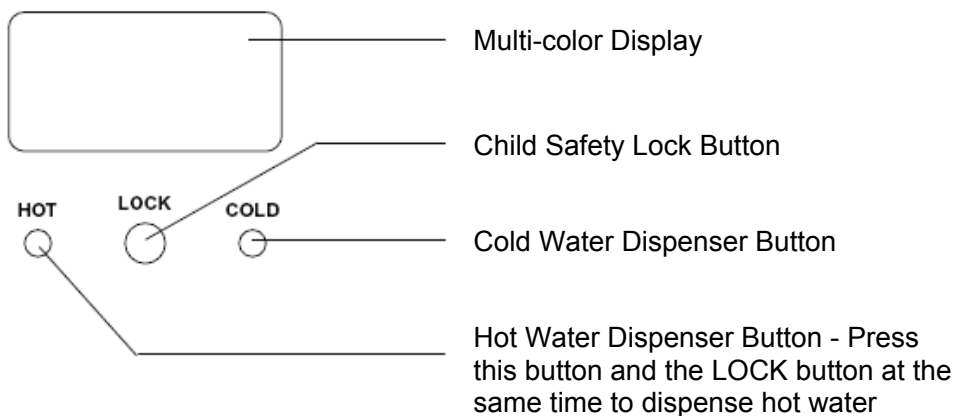 Multi-color Display
Child Safety Lock Button
HOT
LOCK
COLD
Cold Water Dispenser Button
Hot Water Dispenser Button - Press
this button and the LOCK button at the
same time to dispense hot water